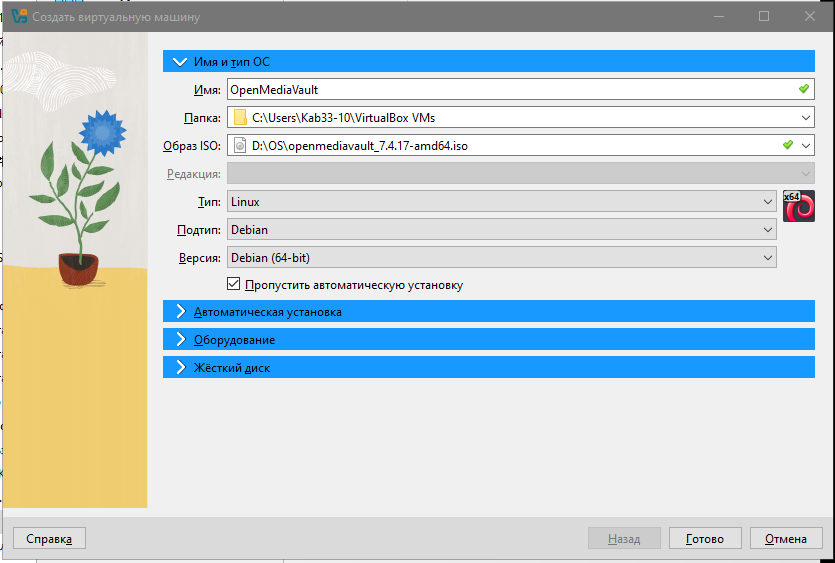 Создать виртуальную машину
Имя и тип ОС
Имя: OpenMediaVault
Папка: C:\Users\Kab33-10\VirtualBox VMs
Образ ISO: D:\OS\openmediavault_7.4.17-amd64.iso
Редакция:
Тип: Linux
x64
Подтип: Debian
Версия: Debian (64-bit)
Пропустить автоматическую установку
Автоматическая установка
Оборудование
Жёсткий диск
Справка Назад Готово Отмена